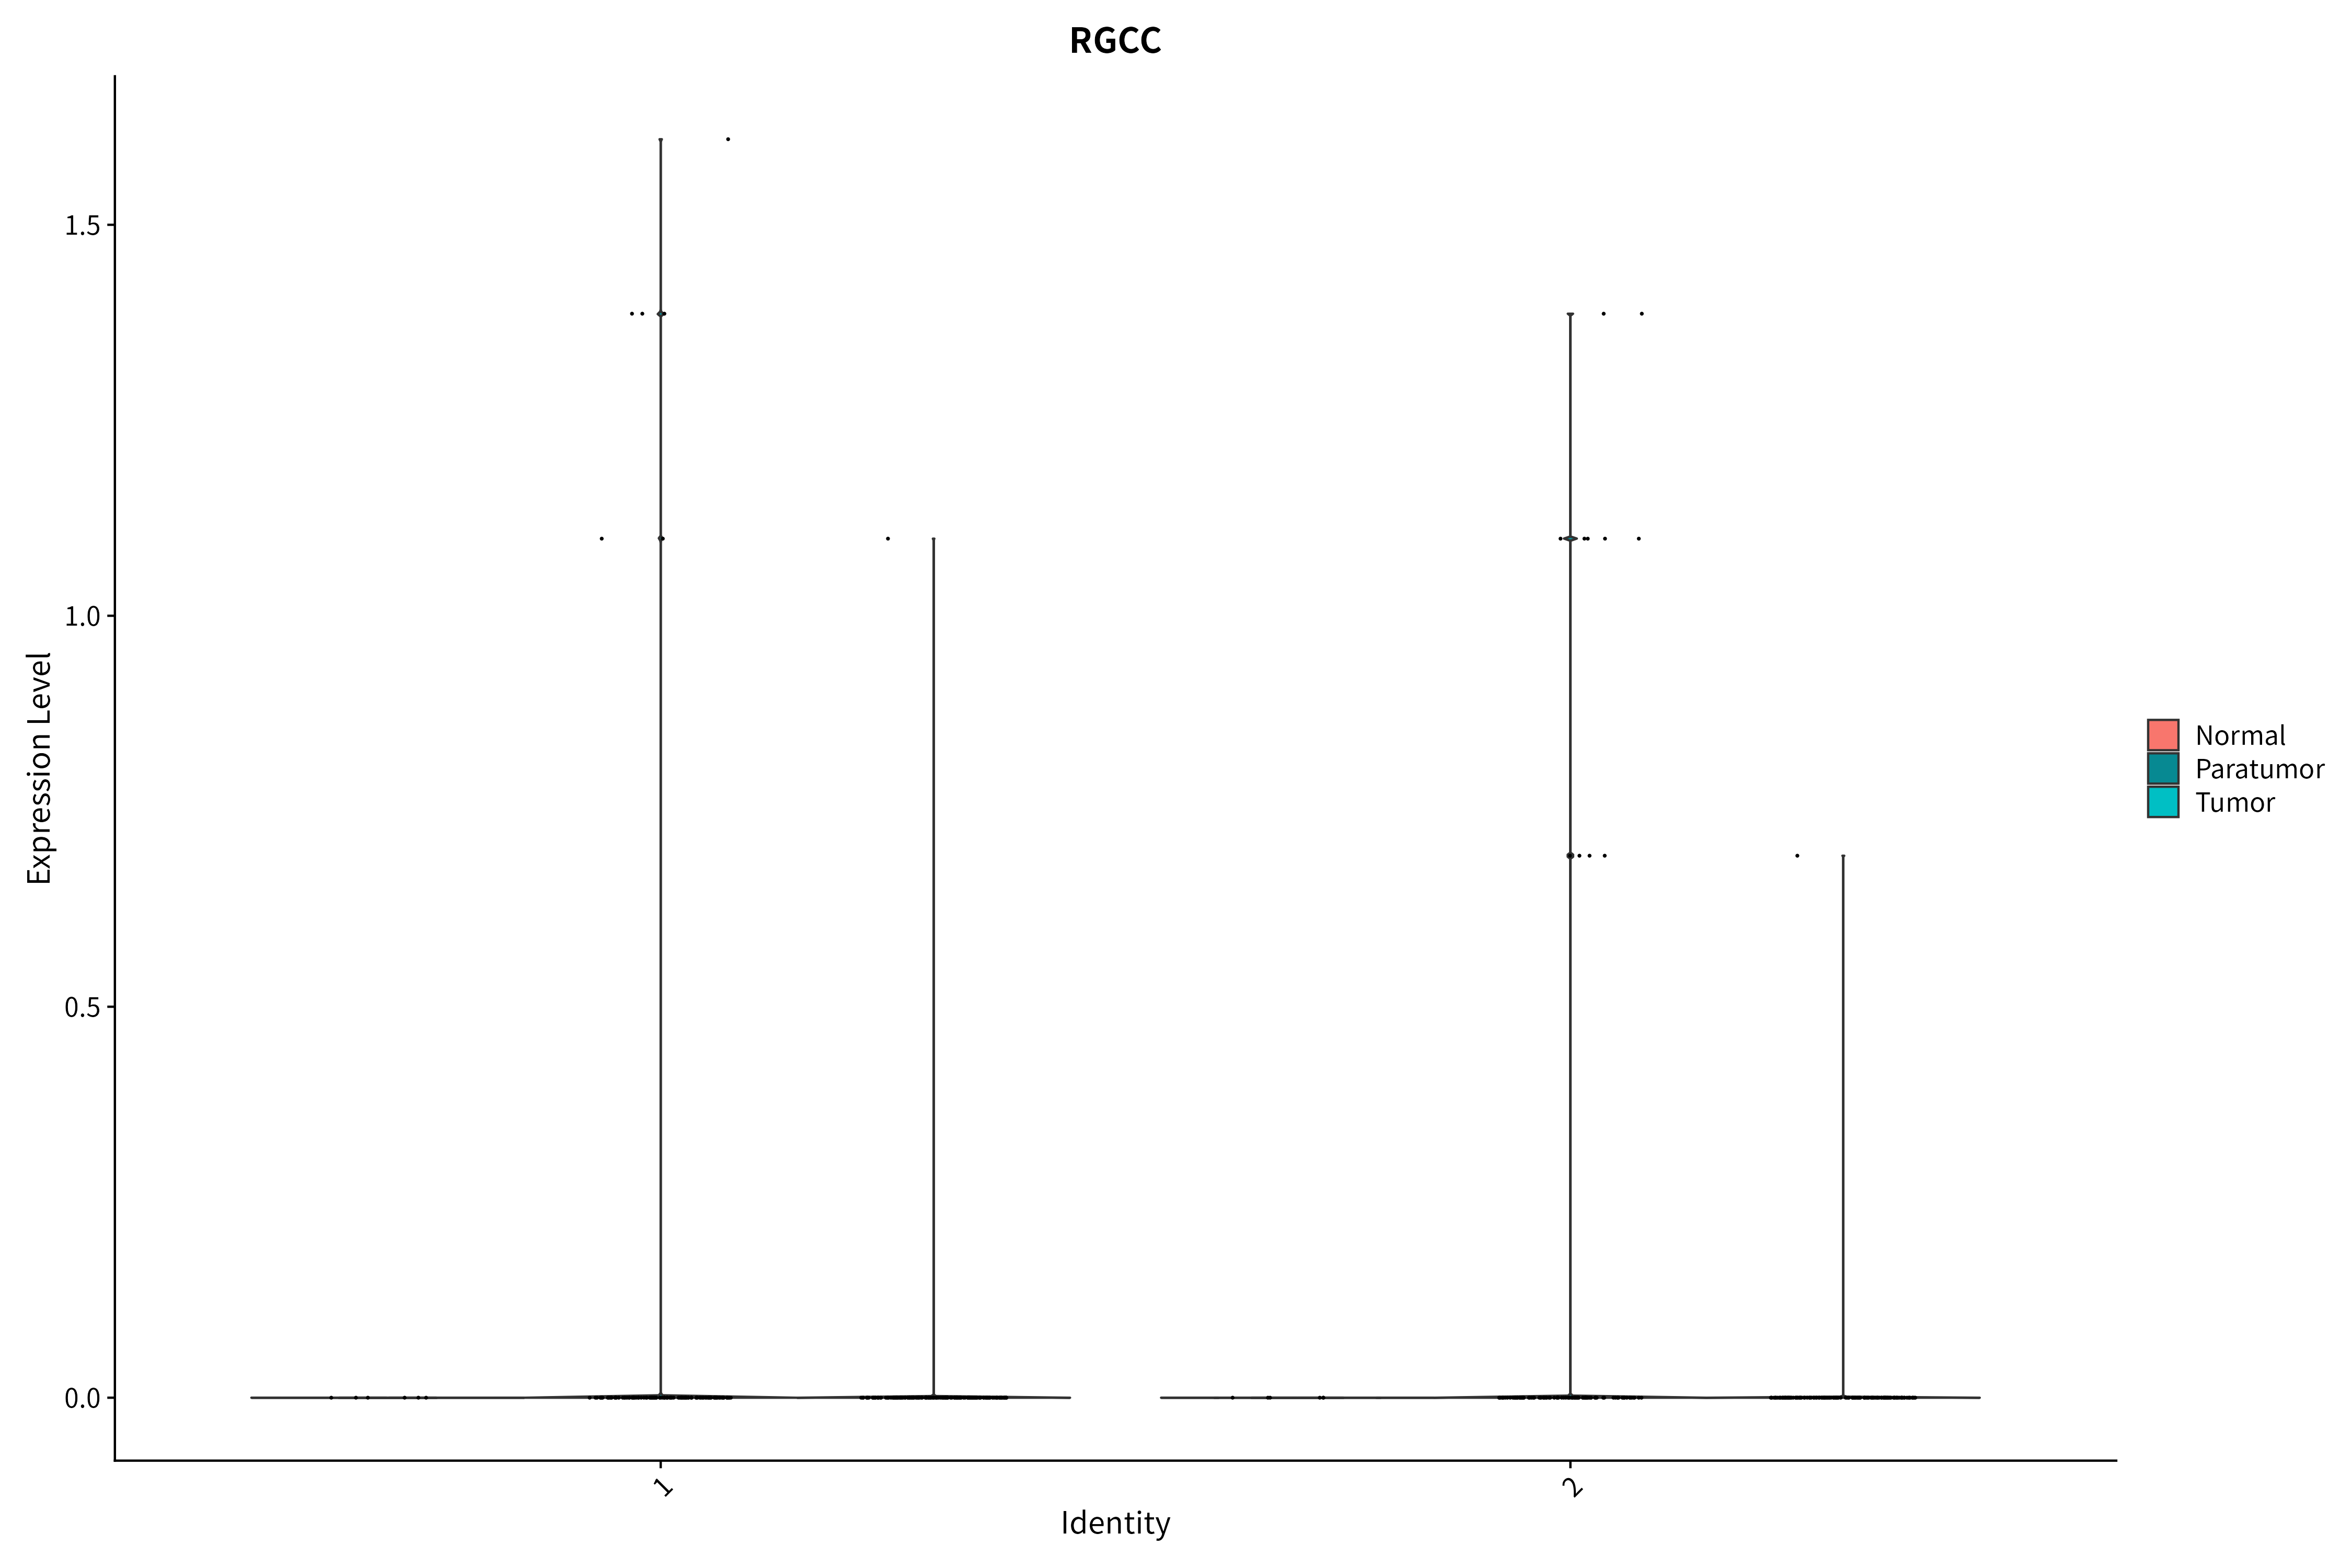 RGCC
Expression Level
1.5
1.0
0.5
0.0
1
2
Identity
Normal
Paratumor
Tumor